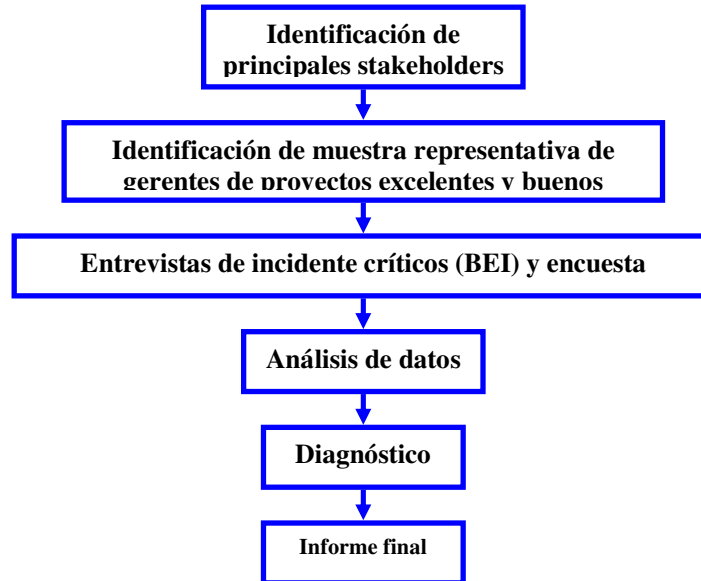 Identificación de
principales stakeholders
Identificación de muestra representativa de
gerentes de proyectos excelentes y buenos
Entrevistas de incidente críticos (BEI) y encuesta
Análisis de datos
Diagnóstico
Informe final